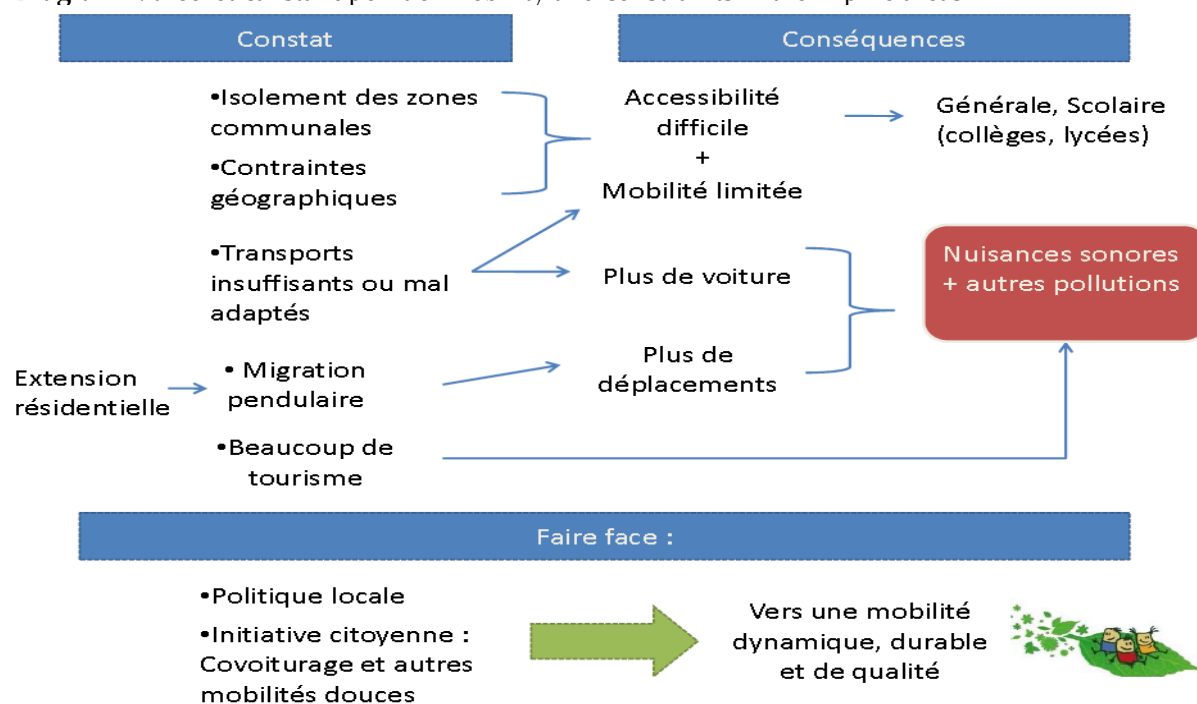 Constat
Conséquences
•Isolement des zones
communales
•Contraintes
géographiques
•Transports
insuffisants ou mal
adaptés
Extension
résidentielle
• Migration
pendulaire
•Beaucoup de
tourisme
Accessibilité
difficile
+
Mobilité limitée
Plus de voiture
Plus de
déplacements
Générale, Scolaire
(collèges, lycées)
Nuisances sonores
+ autres pollutions
Faire face :
•Politique locale
•Initiative citoyenne :
Covoiturage et autres
mobilités douces
Vers une mobilité
dynamique, durable
et de qualité